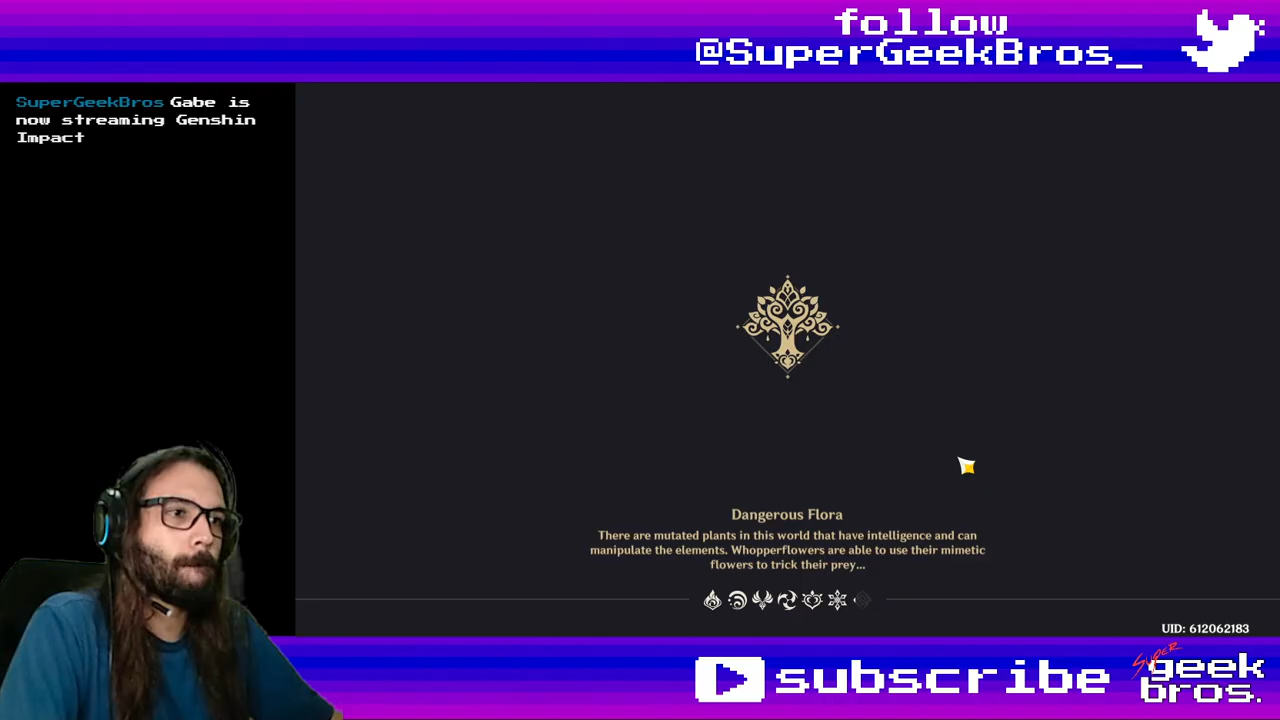 follow
@SuperGeekBros_
SuperGeekBros Gabe is
now streaming Genshin
Impact
Dangerous Flora
There are mutated plants in this world that have intelligence and can
manipulate the elements. Whopperflowers are able to use their mimetic
flowers to trick their prey...
UID: 612062183
subscribe
SUPER
geek
bros.